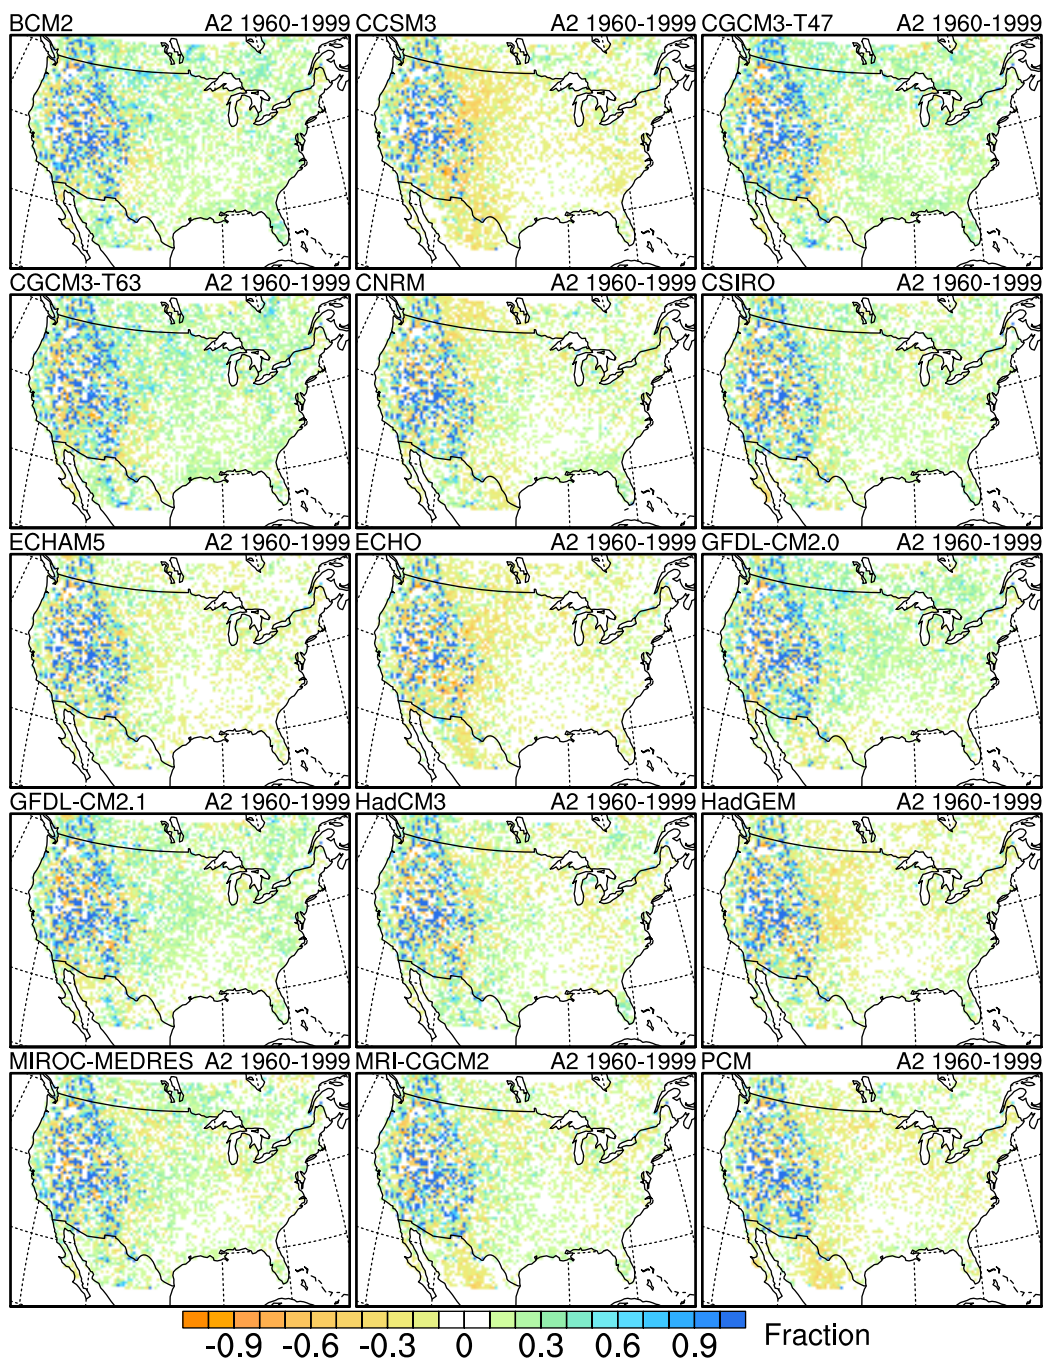 BCM2 A2 1960-1999 CCSM3 A2 1960-1999 CGCM3-T47 A2 1960-1999
CGCM3-T63 A2 1960-1999 CNRM A2 1960-1999 CSIRO A2 1960-1999
ECHAM5 A2 1960-1999 ECHO A2 1960-1999 GFDL-CM2.0 A2 1960-1999
GFDL-CM2.1 A2 1960-1999 HadCM3 A2 1960-1999 HadGEM A2 1960-1999
MIROC-MEDRES A2 1960-1999 MRI-CGCM2 A2 1960-1999 PCM A2 1960-1999
-0.9 -0.6 -0.3 0 0.3 0.6 0.9 Fraction